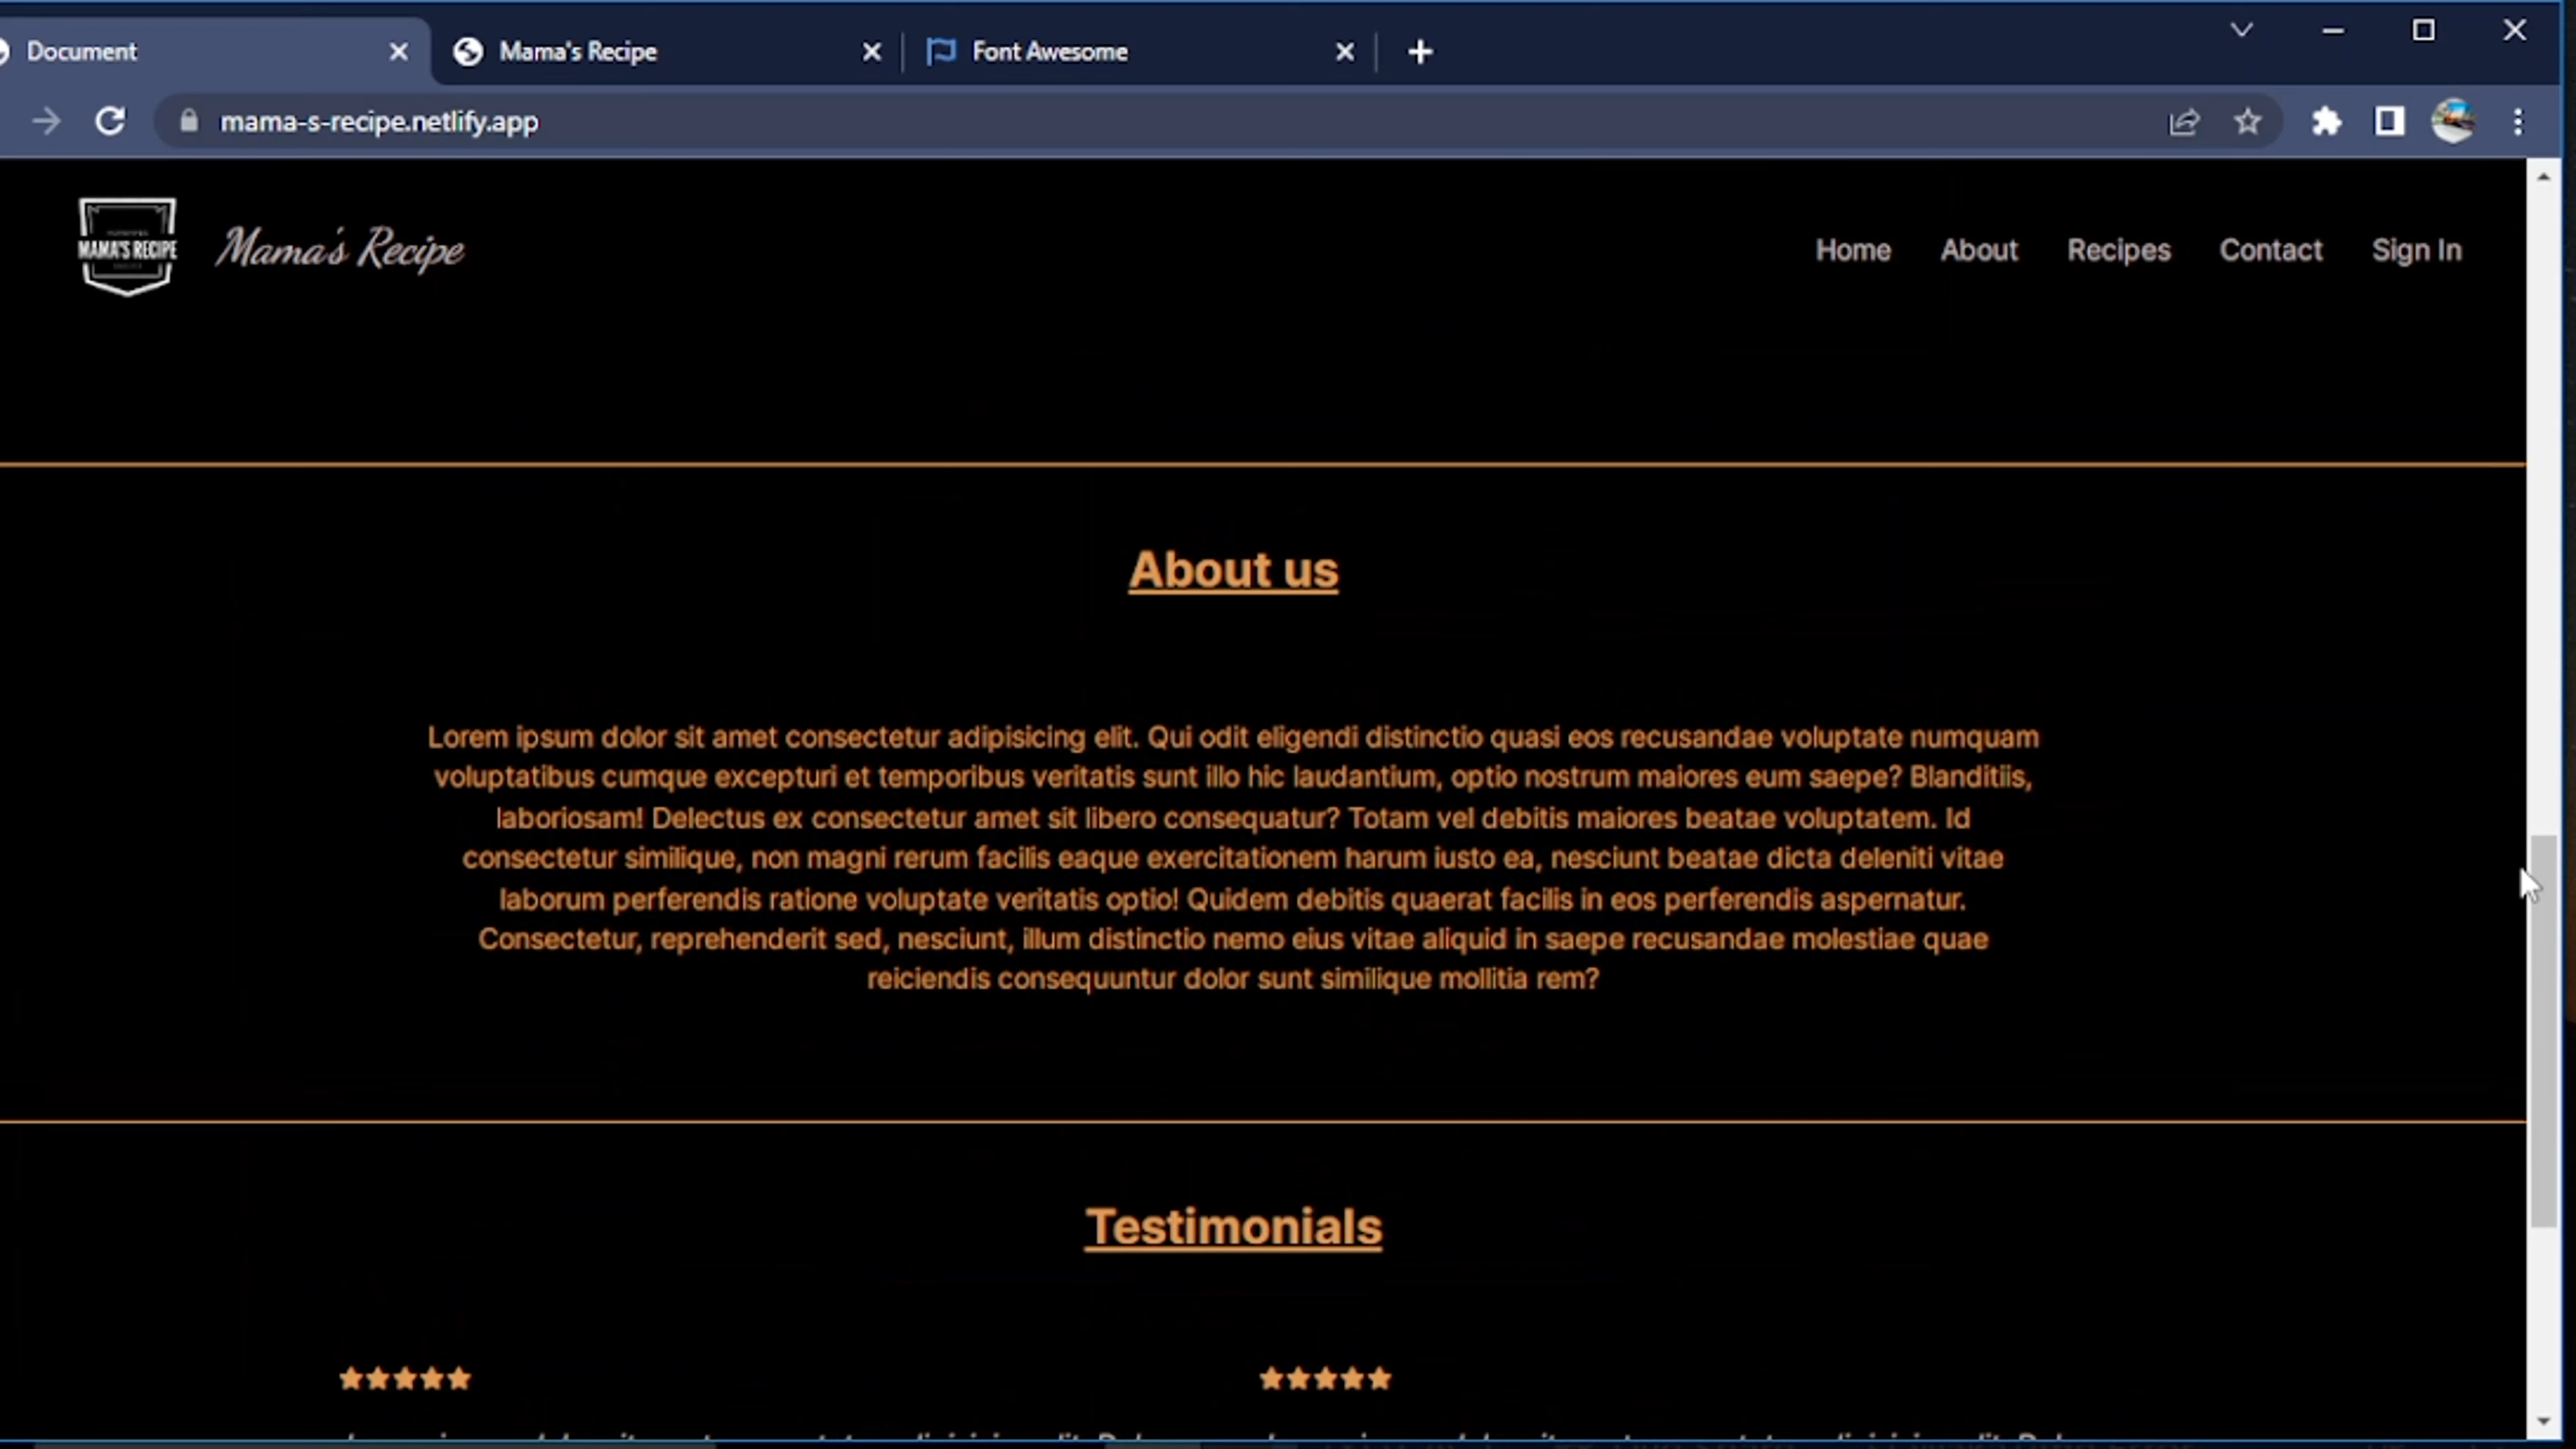 Document
Mama's Recipe
Font Awesome
mama-s-recipe.netlify.app
MAMA'S RECIPE
Mama's Recipe
Home About Recipes Contact Sign In
About us
Lorem ipsum dolor sit amet consectetur adipisicing elit. Qui odit eligendi distinctio quasi eos recusandae voluptate numquam
voluptatibus cumque excepturi et temporibus veritatis sunt illo hic laudantium, optio nostrum maiores eum saepe? Blanditiis,
laboriosam! Delectus ex consectetur amet sit libero consequatur? Totam vel debitis maiores beatae voluptatem. Id
consectetur similique, non magni rerum facilis eaque exercitationem harum iusto ea, nesciunt beatae dicta deleniti vitae
laborum perferendis ratione voluptate veritatis optio! Quidem debitis quaerat facilis in eos perferendis aspernatur.
Consectetur, reprehenderit sed, nesciunt, illum distinctio nemo eius vitae aliquid in saepe recusandae molestiae quae
reiciendis consequuntur dolor sunt similique mollitia rem?
Testimonials